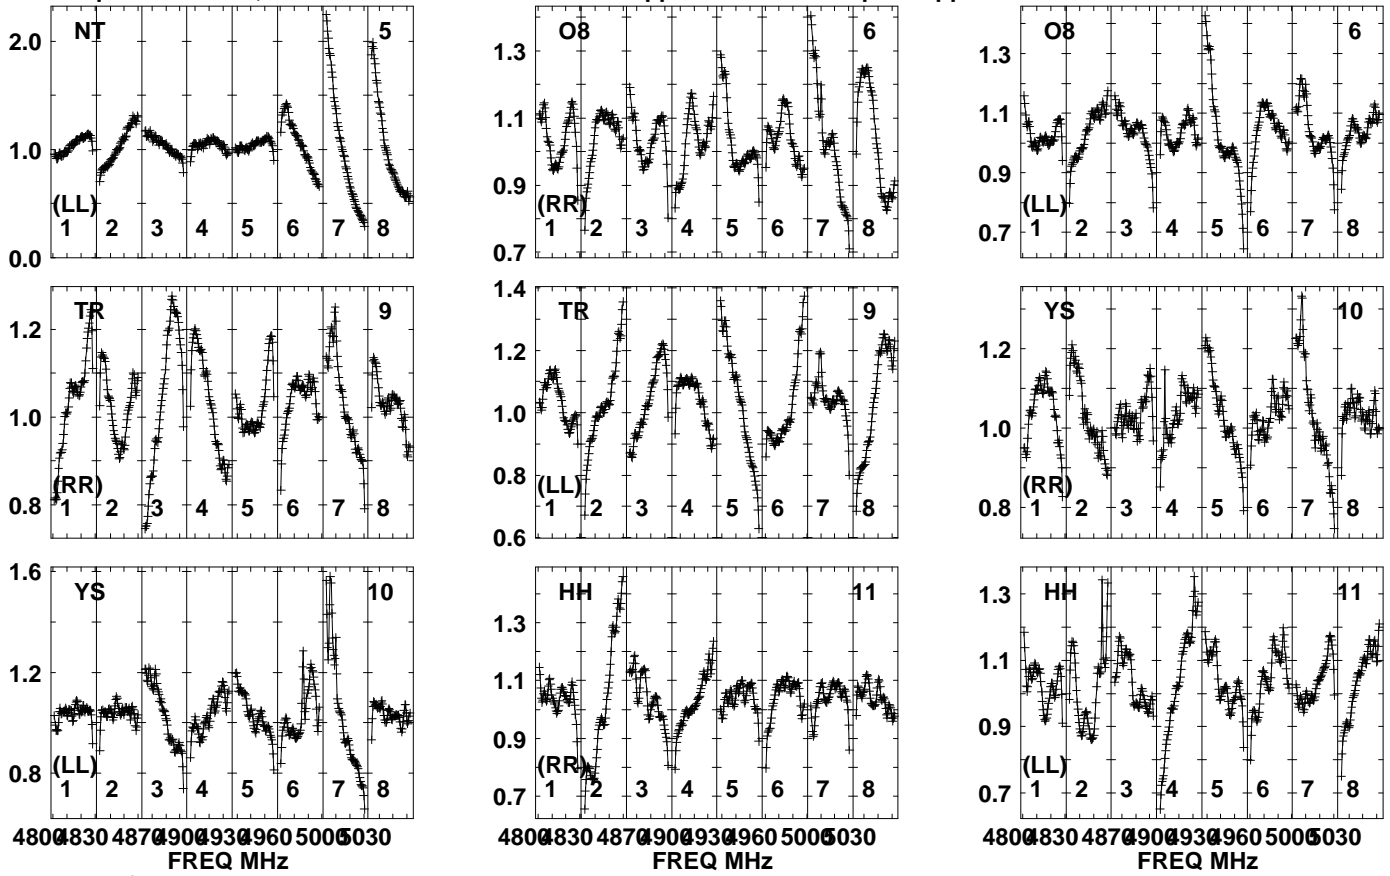 NT 5
2.0
1.0
0.0
(LL)
1 2 3 4 5 6 7 8
O8 6
1.3
1.1
0.9
0.7
(RR)
1 2 3 4 5 6 7 8
O8 6
1.3
1.1
0.9
0.7
(LL)
1 2 3 4 5 6 7 8
TR 9
1.2
1.0
0.8
(RR)
1 2 3 4 5 6 7 8
TR 9
1.4
1.2
1.0
0.8
0.6
(LL)
1 2 3 4 5 6 7 8
YS 10
1.2
1.0
0.8
(RR)
1 2 3 4 5 6 7 8
YS 10
1.6
1.2
0.8
(LL)
1 2 3 4 5 6 7 8
4800 4830 4870 4900 4930 4960 5000 5030
FREQ MHz
HH 11
1.3
1.1
0.9
0.7
(RR)
1 2 3 4 5 6 7 8
4800 4830 4870 4900 4930 4960 5000 5030
FREQ MHz
HH 11
1.3
1.1
0.9
0.7
(LL)
1 2 3 4 5 6 7 8
4800 4830 4870 4900 4930 4960 5000 5030
FREQ MHz